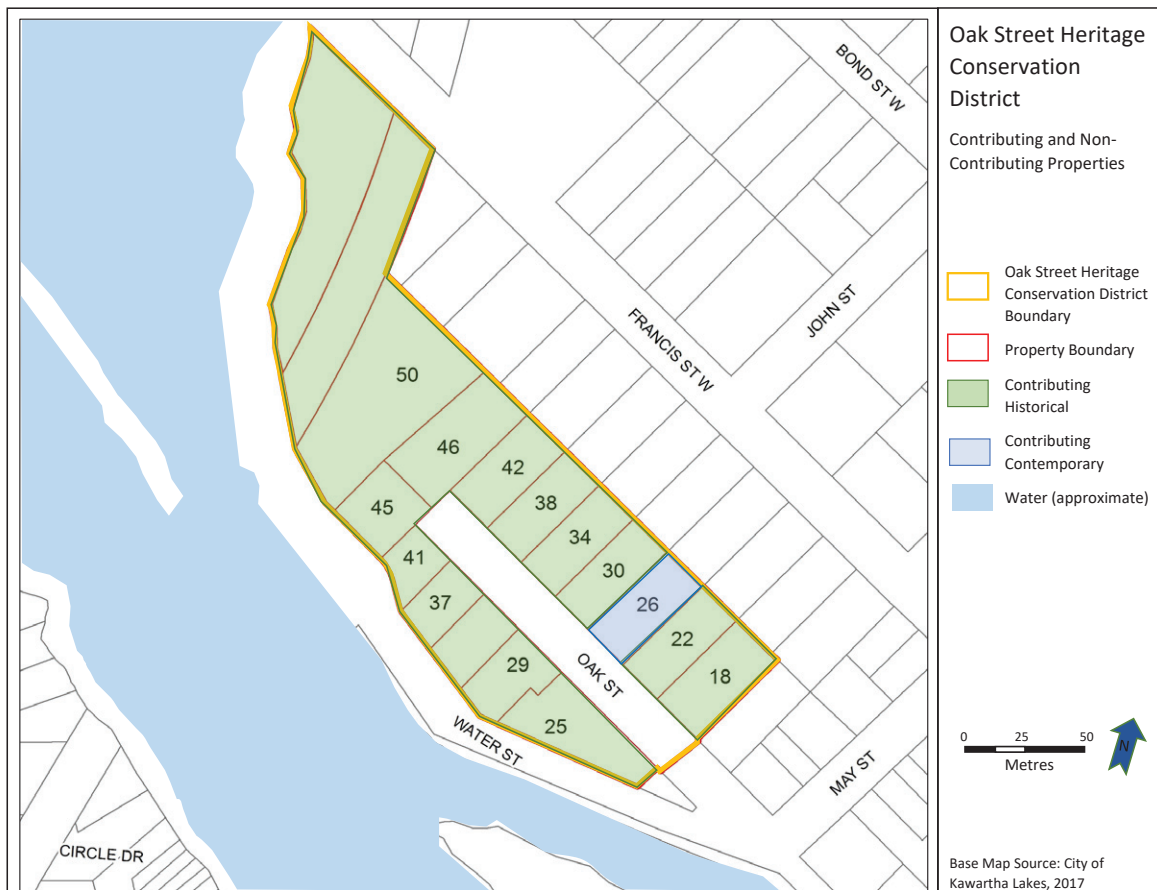 Oak Street Heritage
Conservation
District
Contributing and Non-
Contributing Properties
Oak Street Heritage
Conservation District
Boundary
Property Boundary
Contributing
Historical
Contributing
Contemporary
Water (approximate)
0 25 50
Metres
N
Base Map Source: City of
Kawartha Lakes, 2017
BOND ST W
JOHN ST
FRANCIS ST W
50
46
42
45
38
34
41
30
37
26
22
29
OAK ST
18
25
WATER ST
MAY ST
CIRCLE DR